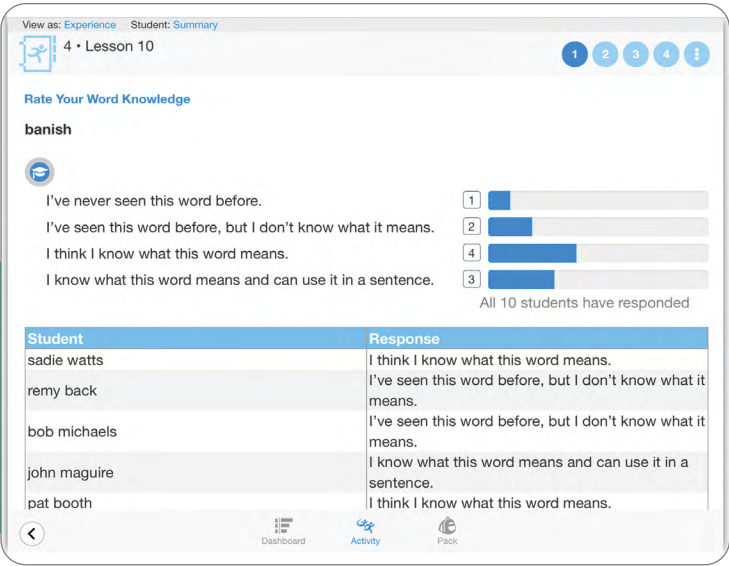 View as: Experience Student: Summary
4 • Lesson 10
1 2 3 4
Rate Your Word Knowledge
banish
I've never seen this word before. 1
I've seen this word before, but I don't know what it means. 2
I think I know what this word means. 4
I know what this word means and can use it in a sentence. 3
All 10 students have responded
Student Response
sadie watts I think I know what this word means.
remy back I've seen this word before, but I don't know what it
means.
bob michaels I've seen this word before, but I don't know what it
means.
john maguire I know what this word means and can use it in a
sentence.
pat booth I think I know what this word means.
Dashboard Activity Pack